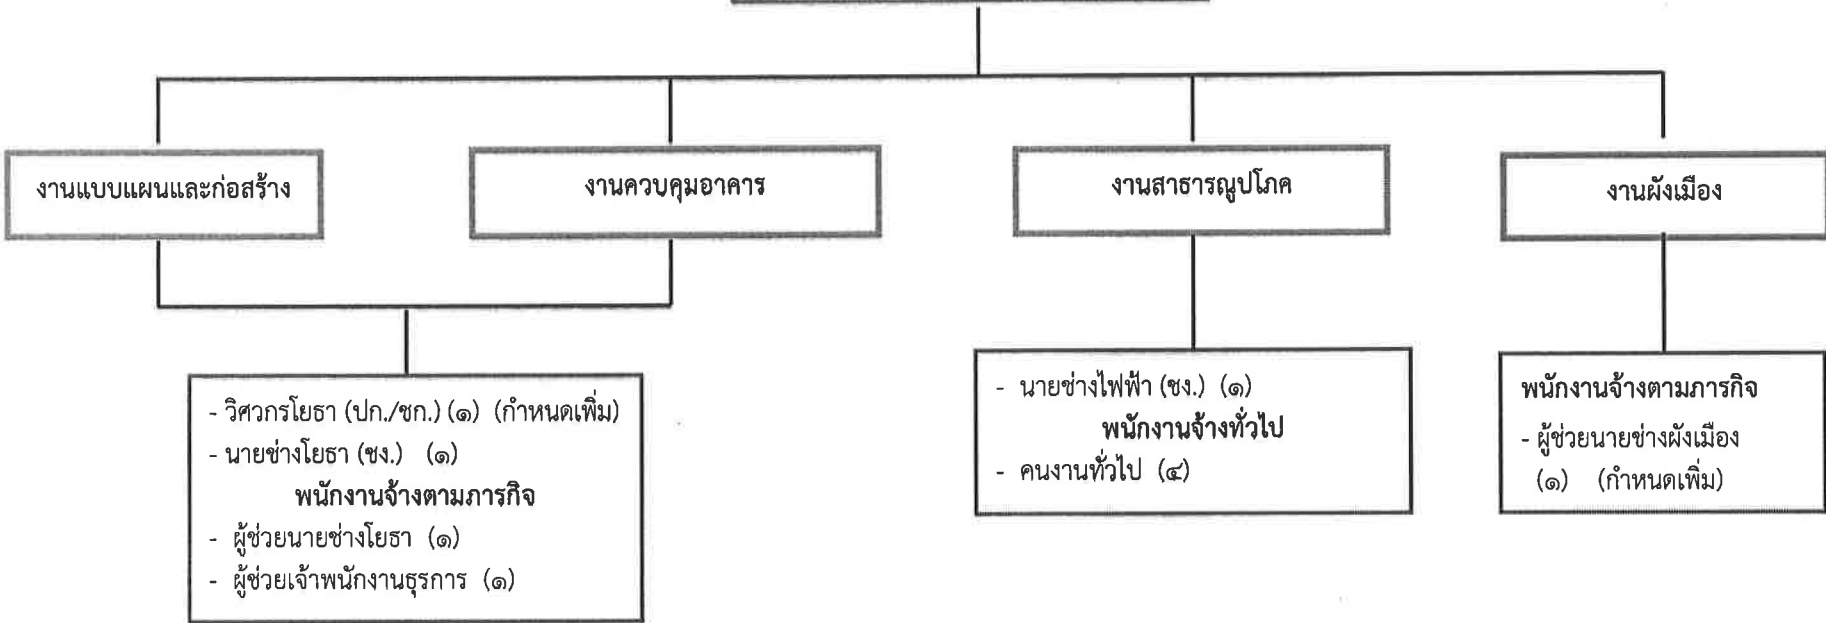 งานแบบแผนและก่อสร้าง
งานควบคุมอาคาร
งานสาธารณูปโภค
งานผังเมือง
- วิศวกรโยธา (ปก./ชก.) (๑) (กำหนดเพิ่ม)
- นายช่างโยธา (ชง.) (๑)
พนักงานจ้างตามภารกิจ
- ผู้ช่วยนายช่างโยธา (๑)
- ผู้ช่วยเจ้าพนักงานธุรการ (๑)
- นายช่างไฟฟ้า (ชง.) (๑)
พนักงานจ้างทั่วไป
- คนงานทั่วไป (๔)
พนักงานจ้างตามภารกิจ
- ผู้ช่วยนายช่างผังเมือง
(๑) (กำหนดเพิ่ม)